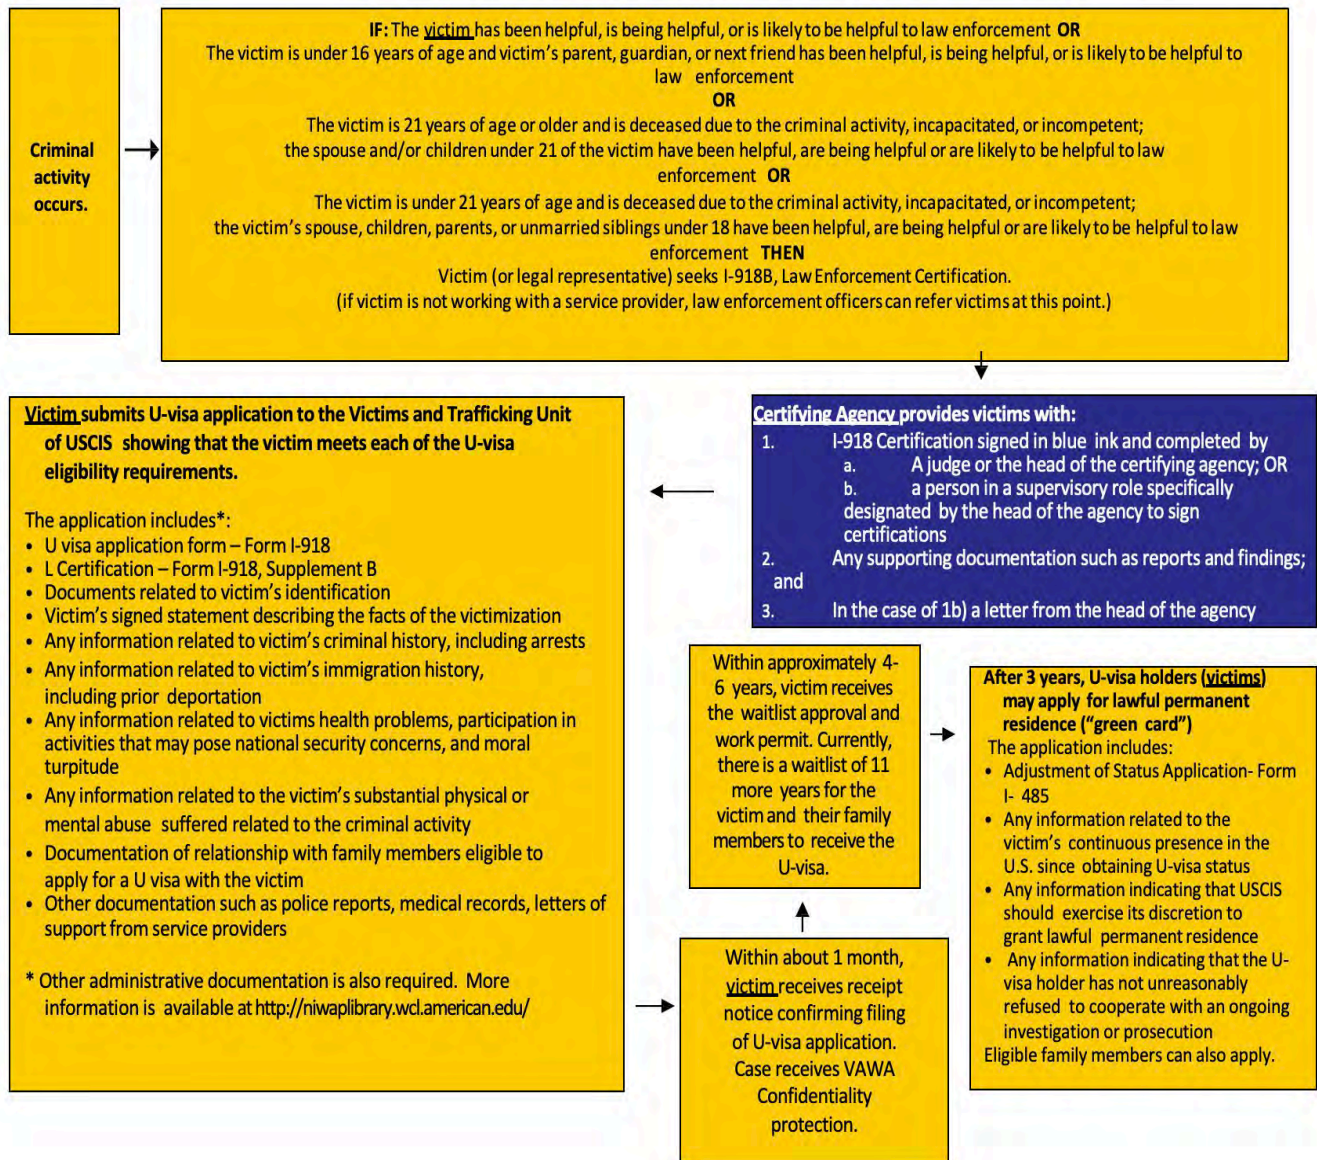 Criminal
activity
occurs.
IF: The victim has been helpful, is being helpful, or is likely to be helpful to law enforcement OR
The victim is under 16 years of age and victim's parent, guardian, or next friend has been helpful, is being helpful, or is likely to be helpful to
law enforcement
OR
The victim is 21 years of age or older and is deceased due to the criminal activity, incapacitated, or incompetent;
the spouse and/or children under 21 of the victim have been helpful, are being helpful or are likely to be helpful to law
enforcement OR
The victim is under 21 years of age and is deceased due to the criminal activity, incapacitated, or incompetent;
the victim's spouse, children, parents, or unmarried siblings under 18 have been helpful, are being helpful or are likely to be helpful to law
enforcement THEN
Victim (or legal representative) seeks I-918B, Law Enforcement Certification.
(if victim is not working with a service provider, law enforcement officers can refer victims at this point.)
Certifying Agency provides victims with:
1. I-918 Certification signed in blue ink and completed by
a. A judge or the head of the certifying agency; OR
b. a person in a supervisory role specifically
designated by the head of the agency to sign
certifications
2. Any supporting documentation such as reports and findings;
and
3. In the case of 1b) a letter from the head of the agency
Victim submits U-visa application to the Victims and Trafficking Unit
of USCIS showing that the victim meets each of the U-visa
eligibility requirements.
The application includes*:
• U visa application form – Form I-918
• L Certification – Form I-918, Supplement B
• Documents related to victim's identification
• Victim's signed statement describing the facts of the victimization
• Any information related to victim's criminal history, including arrests
• Any information related to victim's immigration history,
including prior deportation
• Any information related to victims health problems, participation in
activities that may pose national security concerns, and moral
turpitude
• Any information related to the victim's substantial physical or
mental abuse suffered related to the criminal activity
• Documentation of relationship with family members eligible to
apply for a U visa with the victim
• Other documentation such as police reports, medical records, letters of
support from service providers
* Other administrative documentation is also required. More
information is available at http://niwaplibrary.wcl.american.edu/
Within about 1 month,
victim receives receipt
notice confirming filing
of U-visa application.
Case receives VAWA
Confidentiality
protection.
Within approximately 4-
6 years, victim receives
the waitlist approval and
work permit. Currently,
there is a waitlist of 11
more years for the
victim and their family
members to receive the
U-visa.
After 3 years, U-visa holders (victims)
may apply for lawful permanent
residence ("green card")
The application includes:
• Adjustment of Status Application- Form
I- 485
• Any information related to the
victim's continuous presence in the
U.S. since obtaining U-visa status
• Any information indicating that USCIS
should exercise its discretion to
grant lawful permanent residence
• Any information indicating that the U-
visa holder has not unreasonably
refused to cooperate with an ongoing
investigation or prosecution
Eligible family members can also apply.